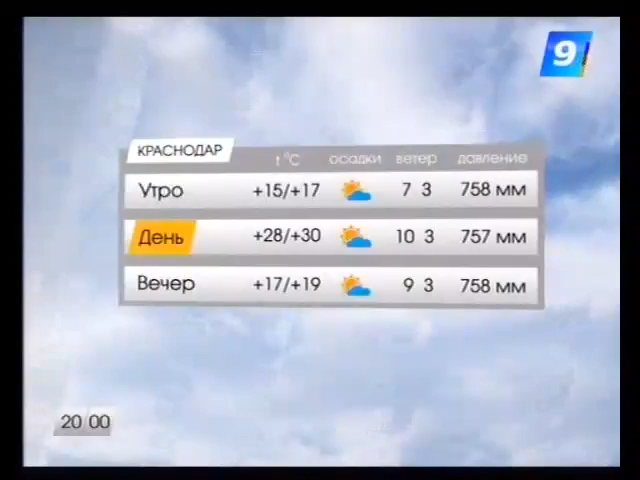 9
КРАСНОДАР
t °C осадки ветер давление
Утро +15/+17 7 З 758 мм
День +28/+30 10 З 757 мм
Вечер +17/+19 9 З 758 мм
20 00